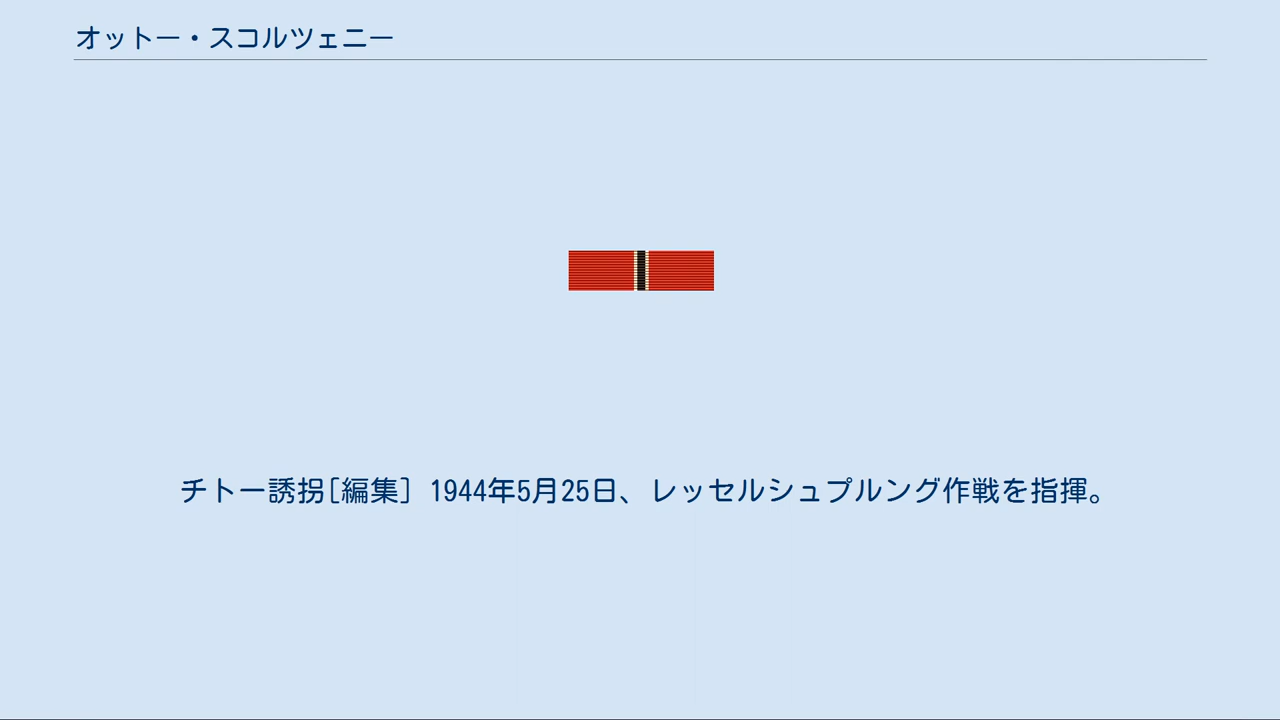 オットー・スコルツェニー
チトー誘拐[編集] 1944年5月25日、レッセルシュプルング作戦を指揮。